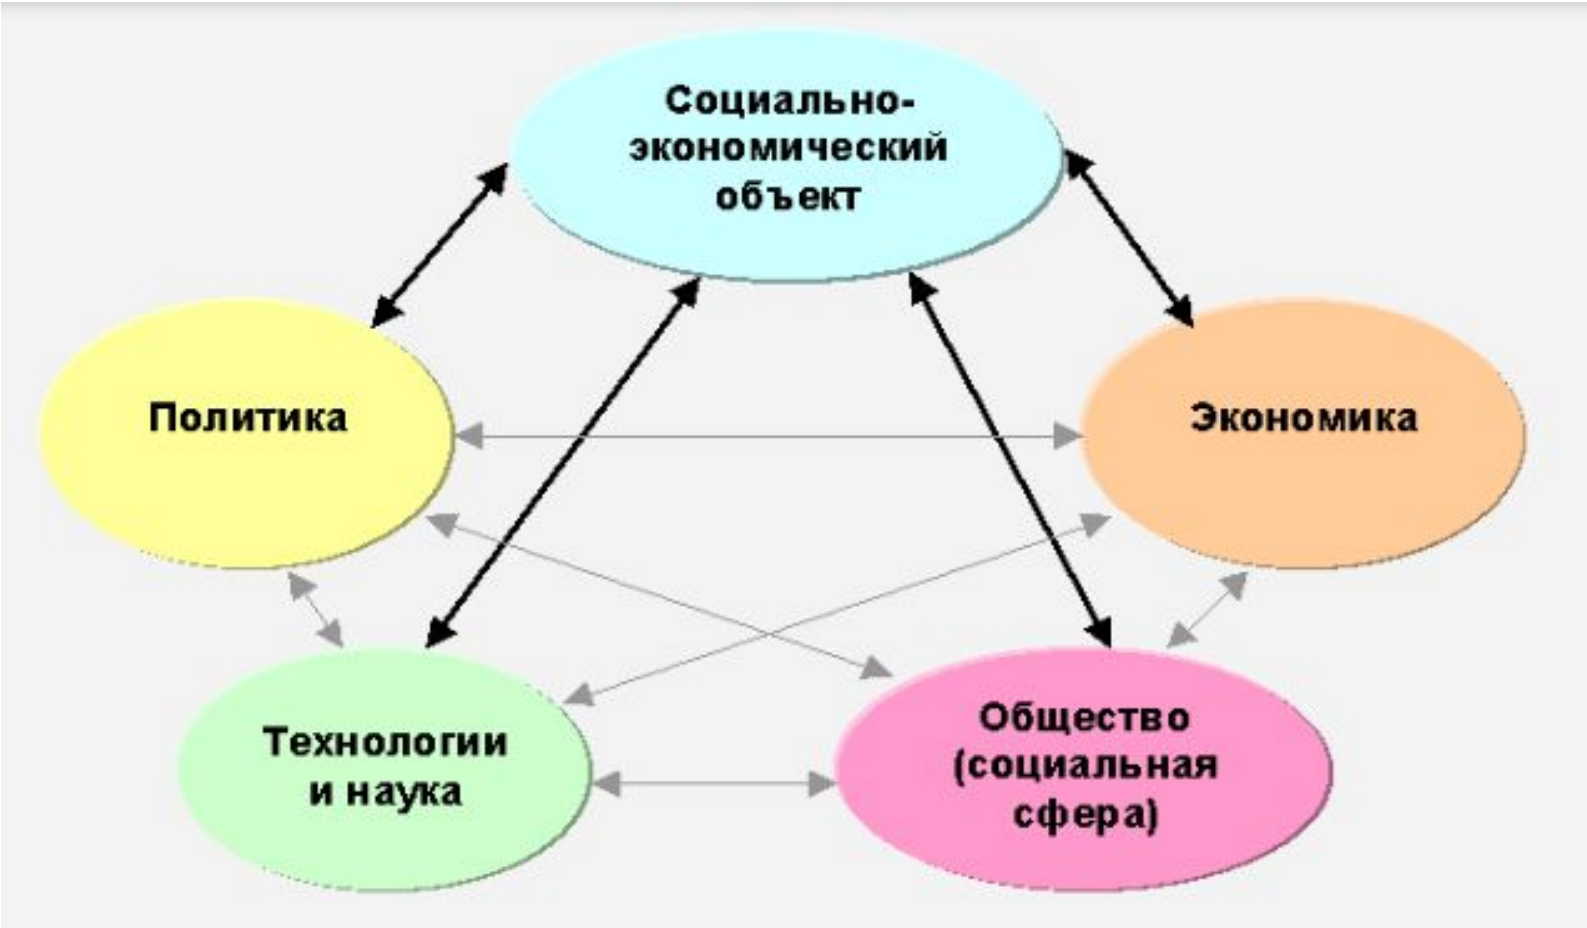 Социально-
экономический
объект
Политика
Экономика
Технологии
и наука
Общество
(социальная
сфера)